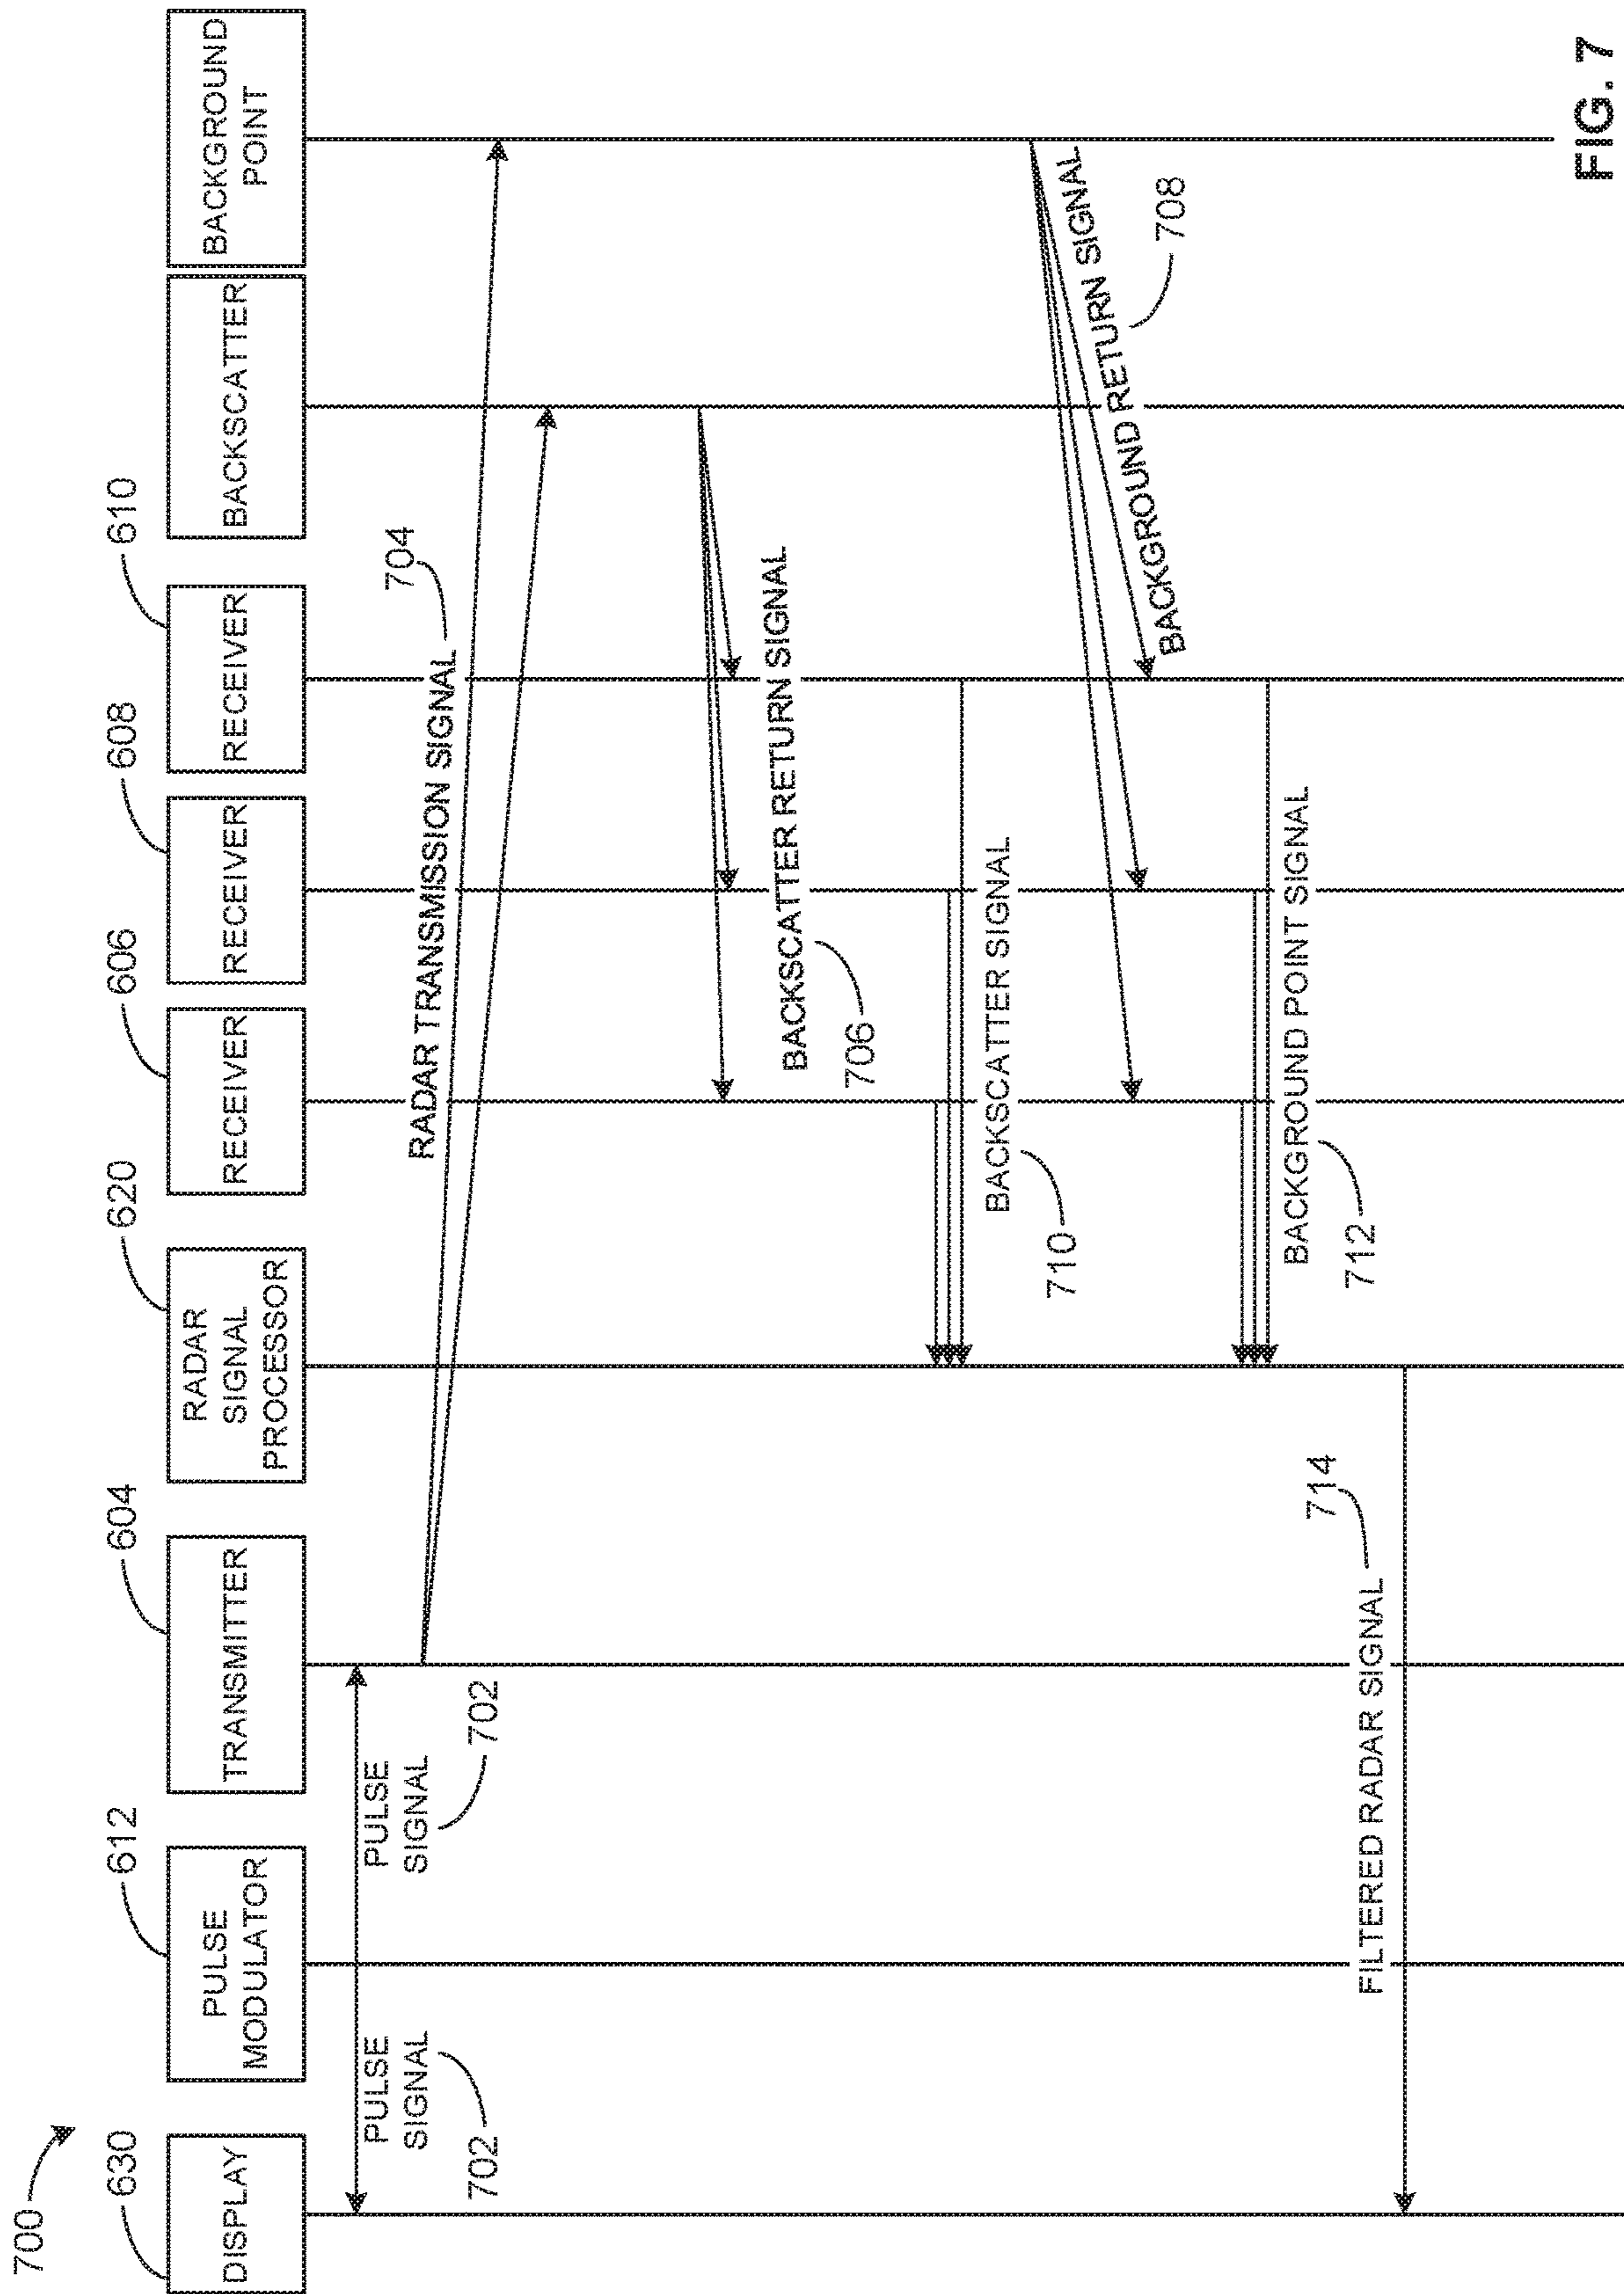 700
630
612
604
620
606
608
610
DISPLAY
PULSE
MODULATOR
TRANSMITTER
RADAR
SIGNAL
PROCESSOR
RECEIVER
RECEIVER
RECEIVER
BACKSCATTER
BACKGROUND
POINT
PULSE
SIGNAL
702
PULSE
SIGNAL
702
RADAR TRANSMISSION SIGNAL
704
BACKSCATTER RETURN SIGNAL
706
BACKSCATTER SIGNAL
710
BACKGROUND RETURN SIGNAL
708
BACKGROUND POINT SIGNAL
712
FILTERED RADAR SIGNAL
714
FIG. 7